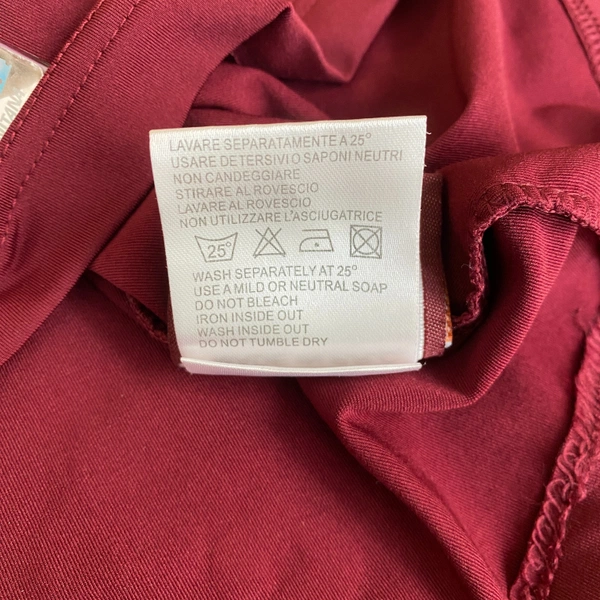 LAVARE SEPARATAMENTE A 25°
USARE DETERSIVI O SAPONI NEUTRI
NON CANDEGGIARE
STIRARE AL ROVESCIO
LAVARE AL ROVESCIO
NON UTILIZZARE L'ASCIUGATRICE
25°
WASH SEPARATELY AT 25°
USE A MILD OR NEUTRAL SOAP
DO NOT BLEACH
IRON INSIDE OUT
WASH INSIDE OUT
DO NOT TUMBLE DRY